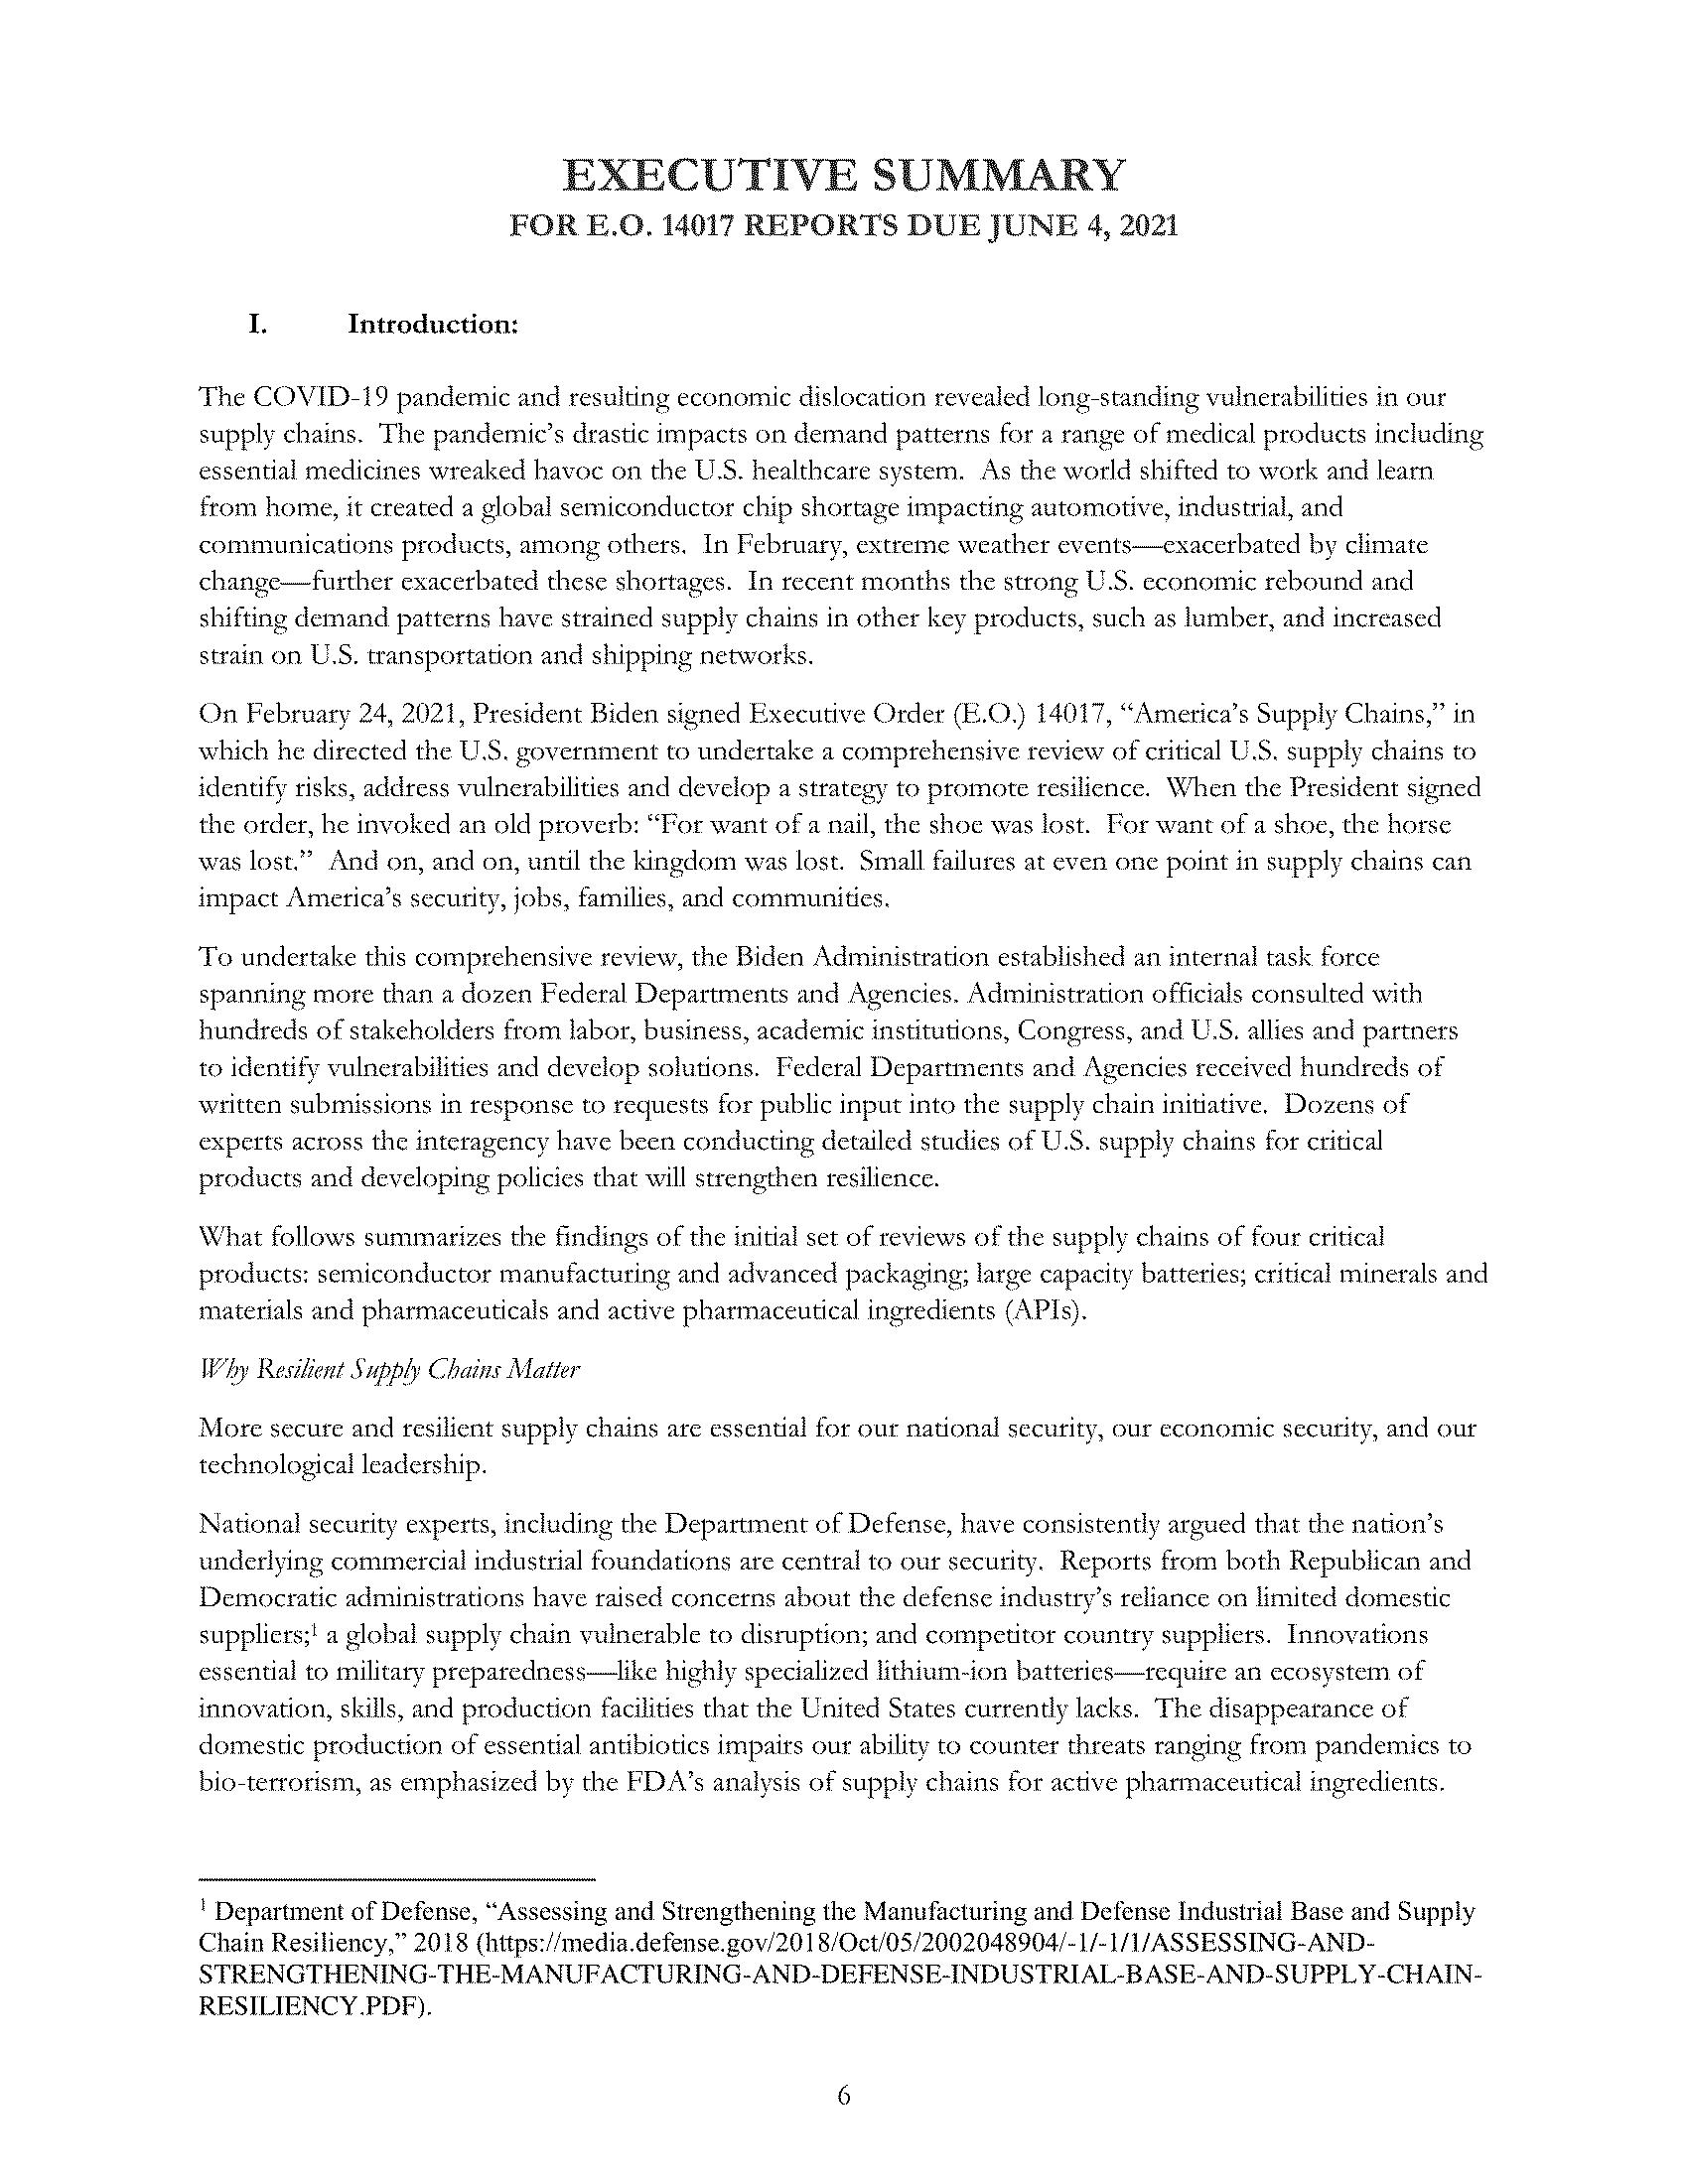 EXECUTIVE SUMMARY
FOR E.O. 14017 REPORTS DUE JUNE 4, 2021
I. Introduction:
The COVID-19 pandemic and resulting economic dislocation revealed long-standing vulnerabilities in our
supply chains.  The pandemic’s drastic impacts on demand patterns for a range of medical products including
essential medicines wreaked havoc on the U.S. healthcare system.  As the world shifted to work and learn
from home, it created a global semiconductor chip shortage impacting automotive, industrial, and
communications products, among others.  In February, extreme weather events—exacerbated by climate
change—further exacerbated these shortages.  In recent months the strong U.S. economic rebound and
shifting demand patterns have strained supply chains in other key products, such as lumber, and increased
strain on U.S. transportation and shipping networks.
On February 24, 2021, President Biden signed Executive Order (E.O.) 14017, “America’s Supply Chains,” in
which he directed the U.S. government to undertake a comprehensive review of critical U.S. supply chains to
identify risks, address vulnerabilities and develop a strategy to promote resilience.  When the President signed
the order, he invoked an old proverb: “For want of a nail, the shoe was lost.  For want of a shoe, the horse
was lost.”  And on, and on, until the kingdom was lost.  Small failures at even one point in supply chains can
impact America’s security, jobs, families, and communities.
To undertake this comprehensive review, the Biden Administration established an internal task force
spanning more than a dozen Federal Departments and Agencies. Administration officials consulted with
hundreds of stakeholders from labor, business, academic institutions, Congress, and U.S. allies and partners
to identify vulnerabilities and develop solutions.  Federal Departments and Agencies received hundreds of
written submissions in response to requests for public input into the supply chain initiative.  Dozens of
experts across the interagency have been conducting detailed studies of U.S. supply chains for critical
products and developing policies that will strengthen resilience.
What follows summarizes the findings of the initial set of reviews of the supply chains of four critical
products: semiconductor manufacturing and advanced packaging; large capacity batteries; critical minerals and
materials and pharmaceuticals and active pharmaceutical ingredients (APIs).
Why Resilient Supply Chains Matter
More secure and resilient supply chains are essential for our national security, our economic security, and our
technological leadership.
National security experts, including the Department of Defense, have consistently argued that the nation’s
underlying commercial industrial foundations are central to our security.  Reports from both Republican and
Democratic administrations have raised concerns about the defense industry’s reliance on limited domestic
suppliers;¹ a global supply chain vulnerable to disruption; and competitor country suppliers.  Innovations
essential to military preparedness—like highly specialized lithium-ion batteries—require an ecosystem of
innovation, skills, and production facilities that the United States currently lacks.  The disappearance of
domestic production of essential antibiotics impairs our ability to counter threats ranging from pandemics to
bio-terrorism, as emphasized by the FDA’s analysis of supply chains for active pharmaceutical ingredients.
¹ Department of Defense, “Assessing and Strengthening the Manufacturing and Defense Industrial Base and Supply
Chain Resiliency,” 2018 (https://media.defense.gov/2018/Oct/05/2002048904/-1/-1/1/ASSESSING-AND-
STRENGTHENING-THE-MANUFACTURING-AND-DEFENSE-INDUSTRIAL-BASE-AND-SUPPLY-CHAIN-
RESILIENCY.PDF).
6